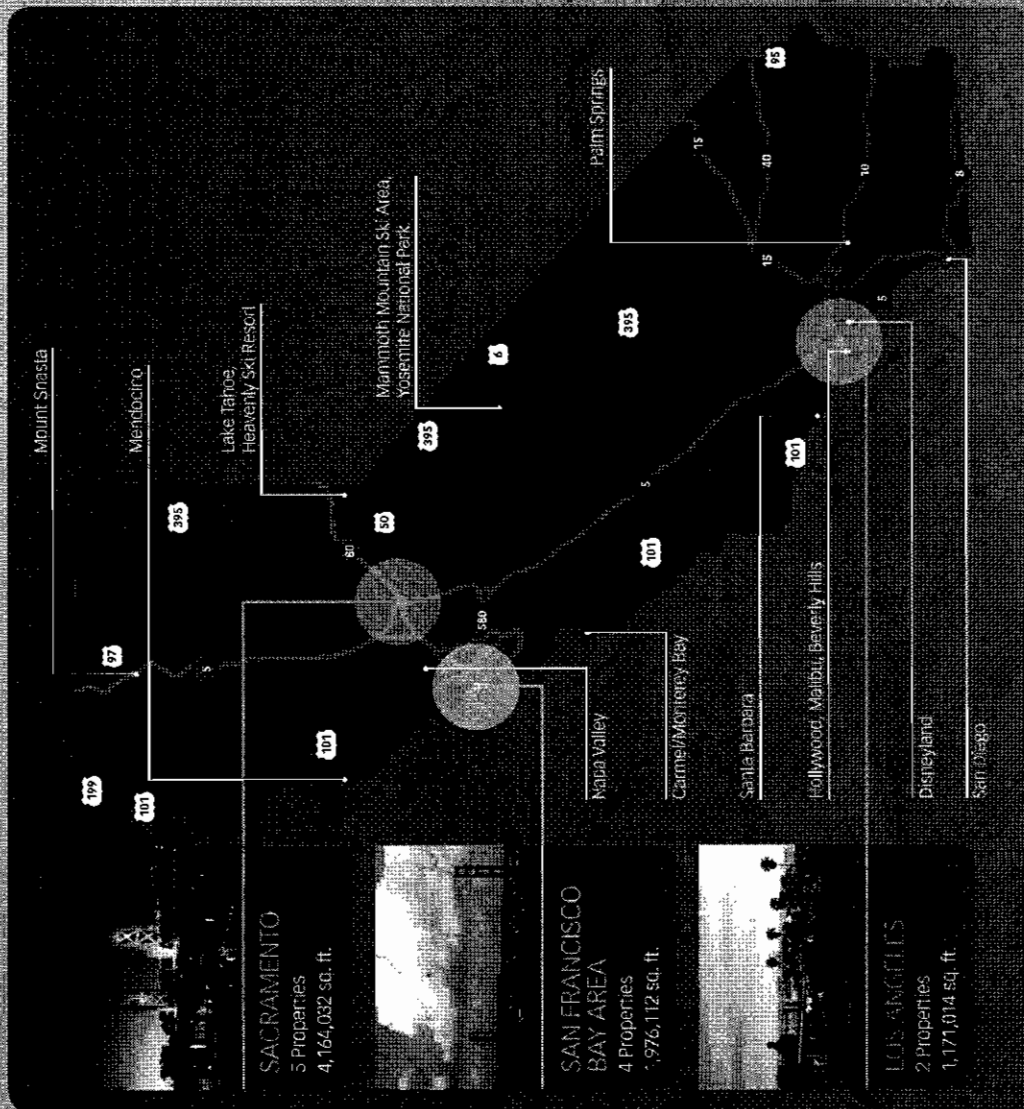 SACRAMENTO
5 Properties
4,164,032 sq. ft.
SAN FRANCISCO
BAY AREA
4 Properties
1,976,112 sq. ft.
LOS ANGELES
2 Properties
1,171,014 sq. ft.
Mount Shasta
Mendocino
Lake Tahoe,
Heavenly Ski Resort
Mammoth Mountain Ski Area,
Yosemite National Park
Palm Springs
Napa Valley
Carmel/Monterey Bay
Santa Barbara
Hollywood, Malibu, Beverly Hills
Disneyland
San Diego
199
97
101
395
5
101
80
50
395
580
6
395
5
101
15
95
15
40
101
10
5
8